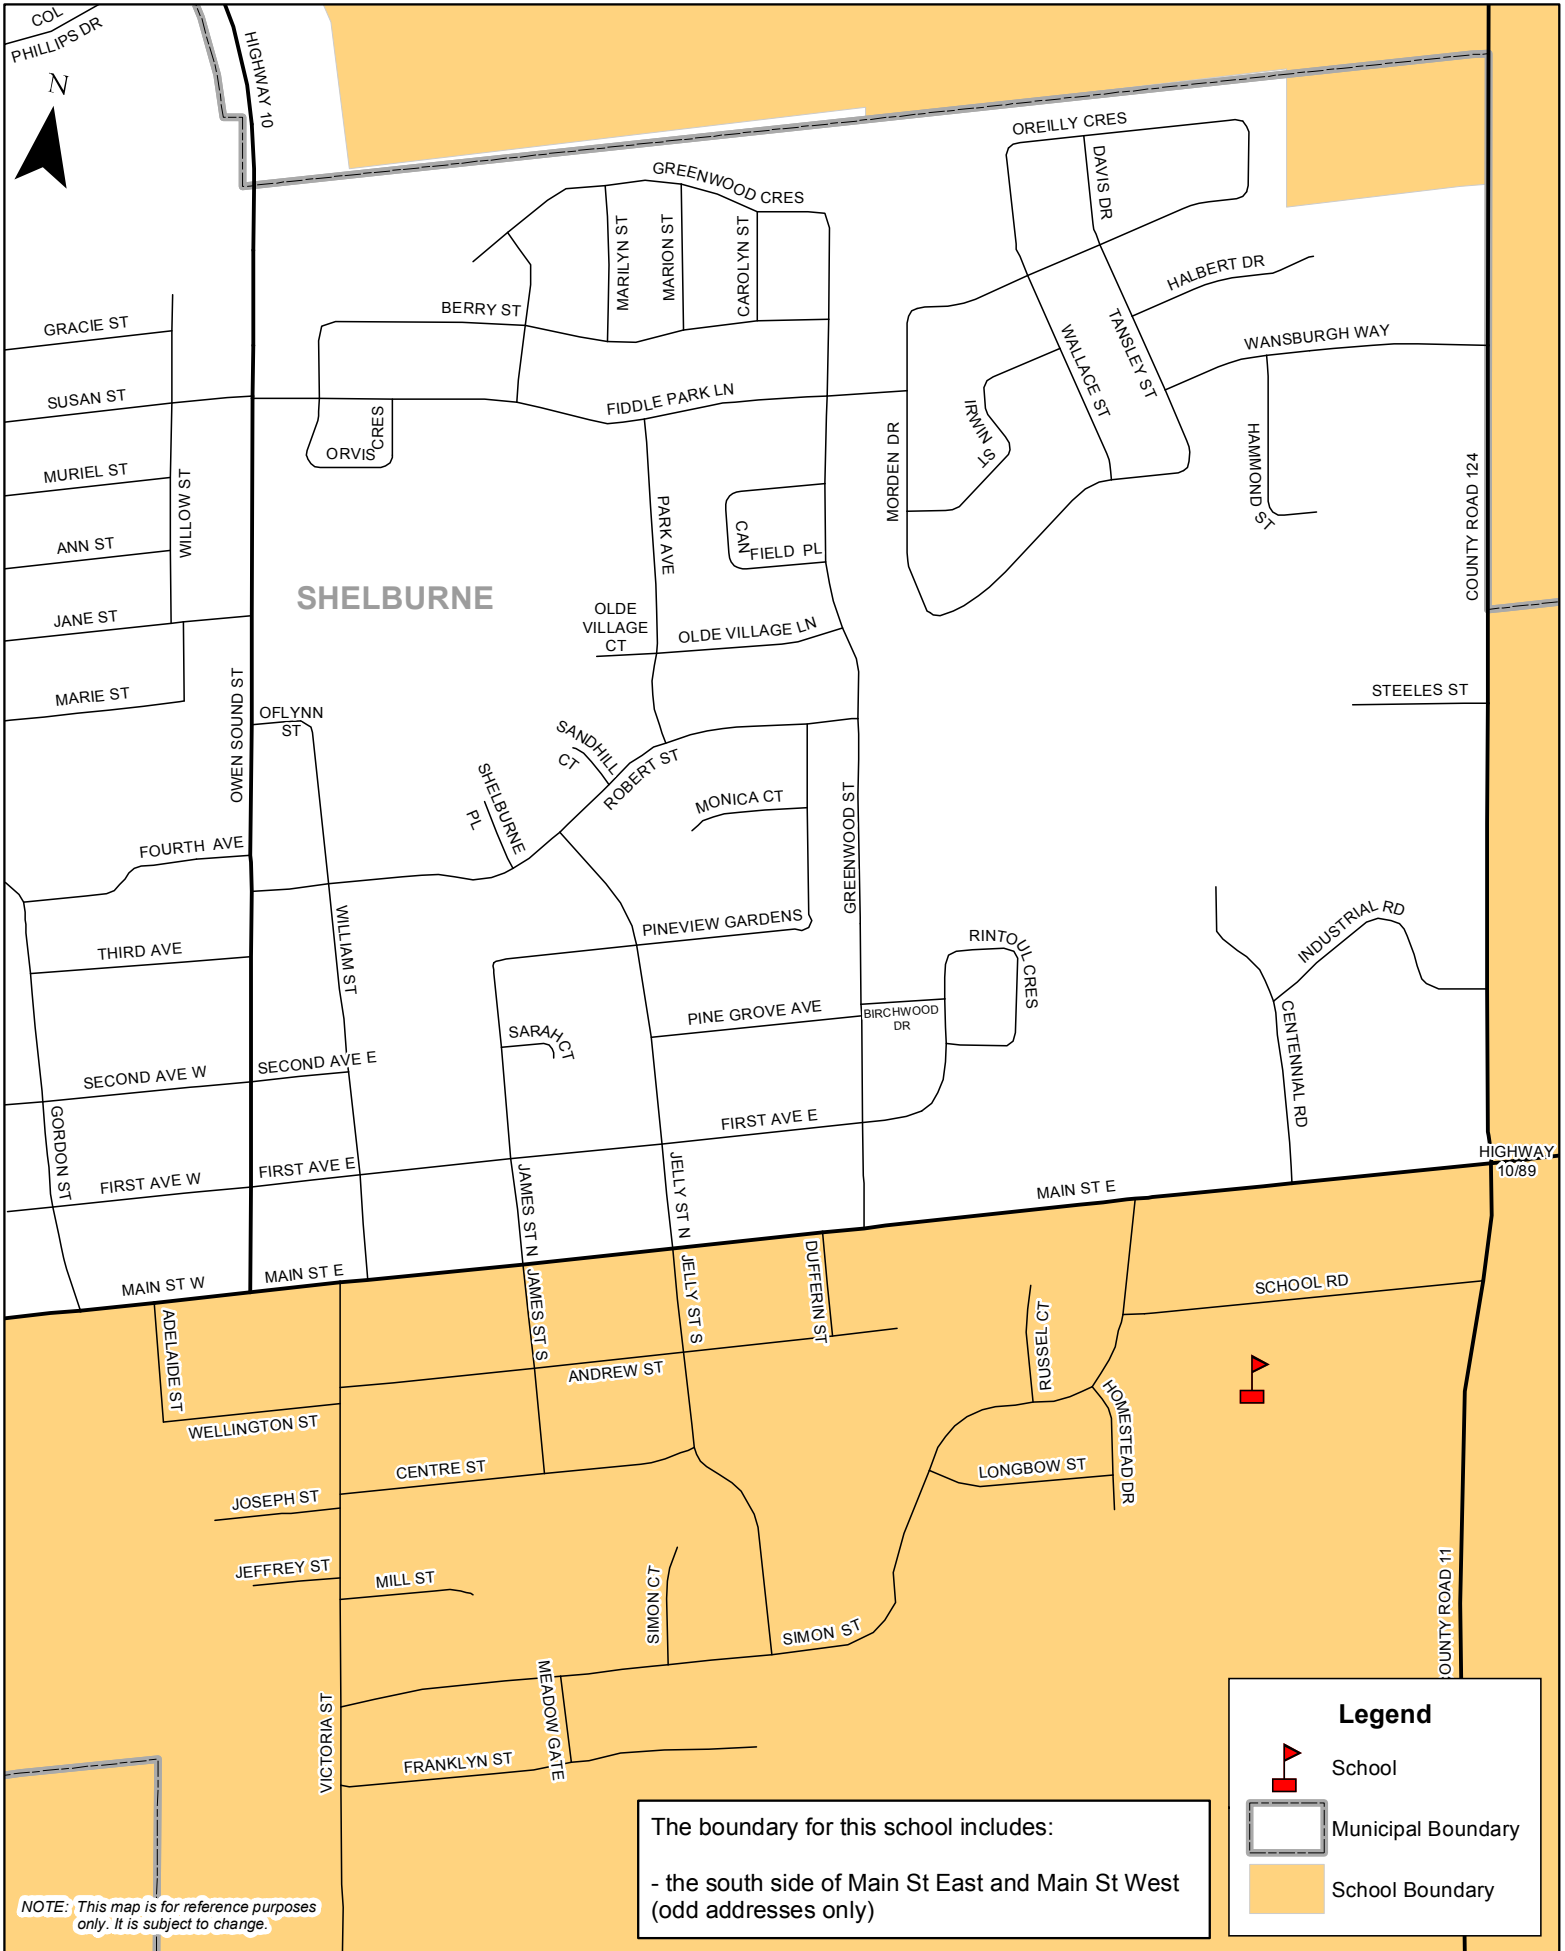 COL
PHILLIPS DR
HIGHWAY 10
N
OREILLY CRES
DAVIS DR
GREENWOOD CRES
MARILYN ST
MARION ST
CAROLYN ST
HALBERT DR
BERRY ST
GRACIE ST
WALLACE ST
TANSLEY ST
WANSBURGH WAY
SUSAN ST
FIDDLE PARK LN
ORVIS CRES
IRWIN ST
MORDEN DR
HAMMOND ST
MURIEL ST
WILLOW ST
PARK AVE
CAN
FIELD PL
COUNTY ROAD 124
ANN ST
SHELBURNE
JANE ST
OLDE
VILLAGE
CT
OLDE VILLAGE LN
MARIE ST
OWEN SOUND ST
OFLYNN
ST
STEELES ST
SANDHILL
CT
ROBERT ST
SHELBURNE
PL
MONICA CT
GREENWOOD ST
FOURTH AVE
WILLIAM ST
PINEVIEW GARDENS
THIRD AVE
RINTOUL CRES
INDUSTRIAL RD
PINE GROVE AVE
BIRCHWOOD
DR
SARAH CT
CENTENNIAL RD
SECOND AVE W
SECOND AVE E
GORDON ST
FIRST AVE E
FIRST AVE W
FIRST AVE E
JAMES ST N
JELLY ST N
HIGHWAY
10/89
MAIN ST E
MAIN ST W
MAIN ST E
ADELAIDE ST
JAMES ST S
JELLY ST S
DUFFERIN ST
SCHOOL RD
RUSSEL CT
ANDREW ST
HOMESTEAD DR
WELLINGTON ST
CENTRE ST
LONGBOW ST
JOSEPH ST
JEFFREY ST
MILL ST
SIMON CT
SIMON ST
OUNTY ROAD 11
MEADOW GATE
VICTORIA ST
FRANKLYN ST
Legend
School
Municipal Boundary
School Boundary
The boundary for this school includes:
- the south side of Main St East and Main St West
(odd addresses only)
NOTE: This map is for reference purposes
only. It is subject to change.